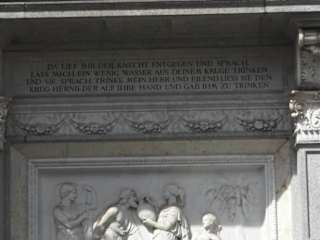 DA LIEF IHR DER KNECHT ENTGEGEN UND SPRACH
LASS MICH EIN WENIG WASSER AUS DEINEM KRUGE TRINKEN
UND SIE SPRACH TRINKE MEIN HERR UND EILEND LIESS SIE DEN
KRUG HERNIEDER AUF IHRE HAND UND GAB IHM ZU TRINKEN